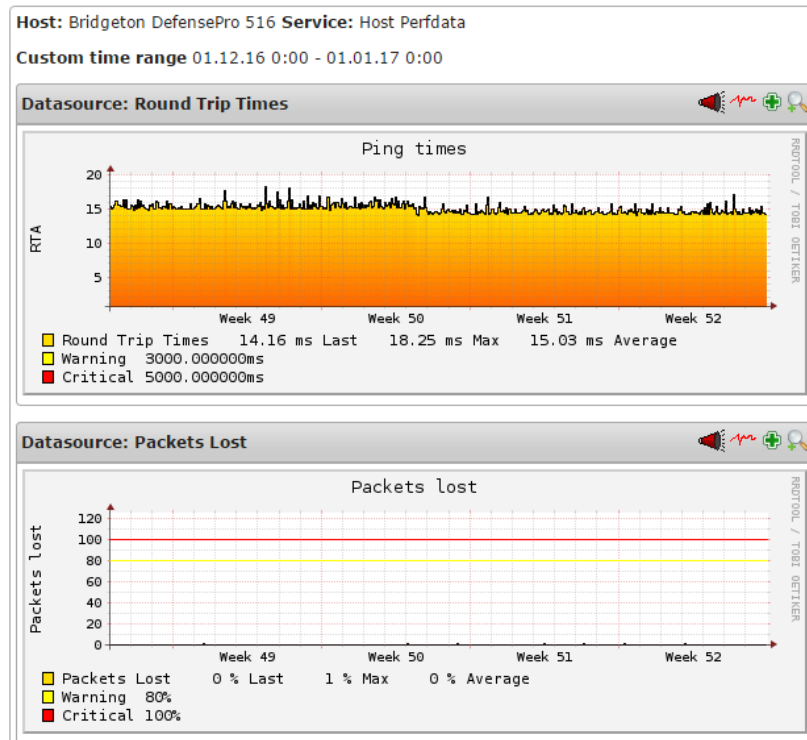 Host: Bridgeton DefensePro 516 Service: Host Perfdata
Custom time range 01.12.16 0:00 - 01.01.17 0:00
Datasource: Round Trip Times
Ping times
RRDTOOL / TOBI OETIKER
RTA
20
15
10
5
Week 49 Week 50 Week 51 Week 52
Round Trip Times 14.16 ms Last 18.25 ms Max 15.03 ms Average
Warning 3000.000000ms
Critical 5000.000000ms
Datasource: Packets Lost
Packets lost
RRDTOOL / TOBI OETIKER
Packets lost
120
100
80
60
40
20
0
Week 49 Week 50 Week 51 Week 52
Packets Lost 0 % Last 1 % Max 0 % Average
Warning 80%
Critical 100%